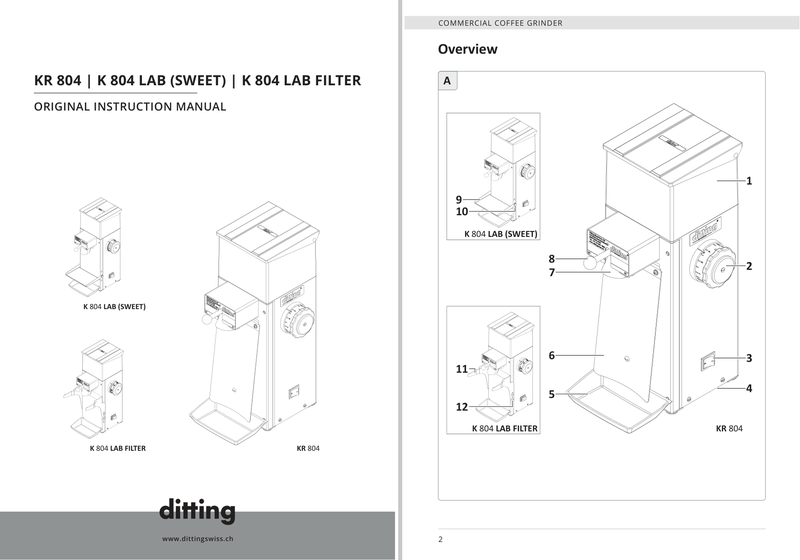 KR 804 | K 804 LAB (SWEET) | K 804 LAB FILTER
ORIGINAL INSTRUCTION MANUAL
K 804 LAB (SWEET)
K 804 LAB FILTER
KR 804
ditting
www.dittingswiss.ch
COMMERCIAL COFFEE GRINDER
Overview
A
1
9
10
K 804 LAB (SWEET)
ditting
8
7
2
11
12
K 804 LAB FILTER
6
5
3
4
KR 804
2